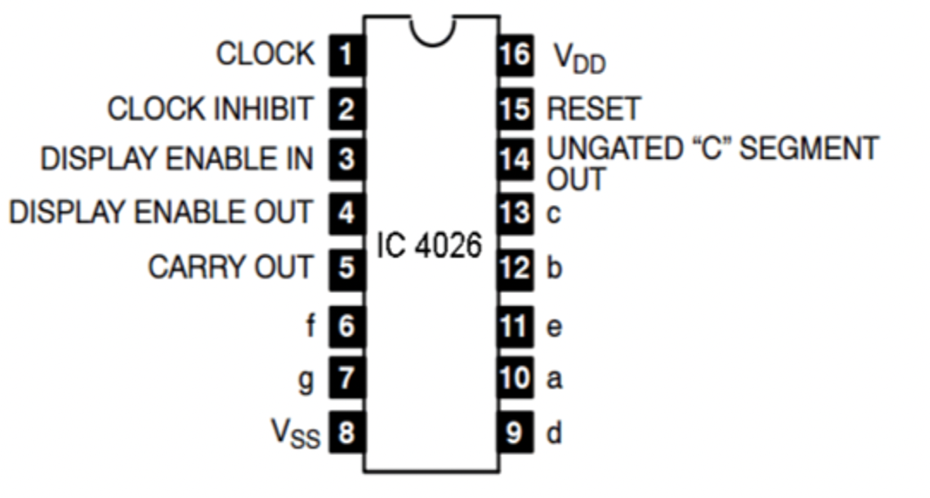 CLOCK 1 16 VDD
CLOCK INHIBIT 2 15 RESET
DISPLAY ENABLE IN 3 14 UNGATED “C” SEGMENT
OUT
DISPLAY ENABLE OUT 4 13 c
IC 4026
CARRY OUT 5 12 b
f 6 11 e
g 7 10 a
VSS 8 9 d